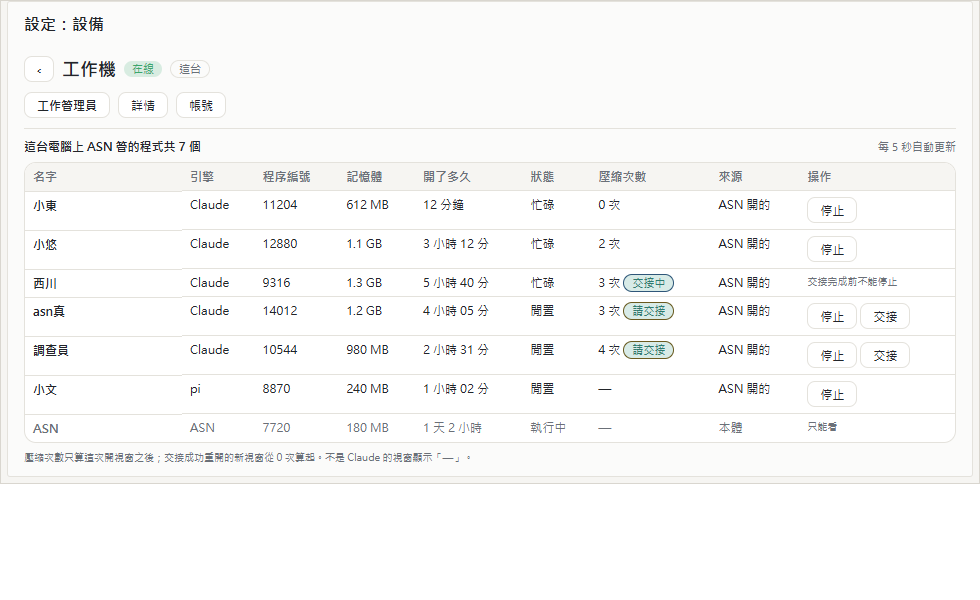 設定：設備
‹ 工作機 在線 這台
工作管理員 詳情 帳號
這台電腦上 ASN 管的程式共 7 個 每 5 秒自動更新
名字 引擎 程序編號 記憶體 開了多久 狀態 壓縮次數 來源 操作
小東 Claude 11204 612 MB 12 分鐘 忙碌 0 次 ASN 開的 停止
小悠 Claude 12880 1.1 GB 3 小時 12 分 忙碌 2 次 ASN 開的 停止
西川 Claude 9316 1.3 GB 5 小時 40 分 忙碌 3 次 交接中 ASN 開的 交接完成前不能停止
asn真 Claude 14012 1.2 GB 4 小時 05 分 閒置 3 次 請交接 ASN 開的 停止 交接
調查員 Claude 10544 980 MB 2 小時 31 分 閒置 4 次 請交接 ASN 開的 停止 交接
小文 pi 8870 240 MB 1 小時 02 分 閒置 — ASN 開的 停止
ASN ASN 7720 180 MB 1 天 2 小時 執行中 — 本體 只能看
壓縮次數只算這次開視窗之後；交接成功重開的新視窗從 0 次算起。不是 Claude 的視窗顯示「—」。